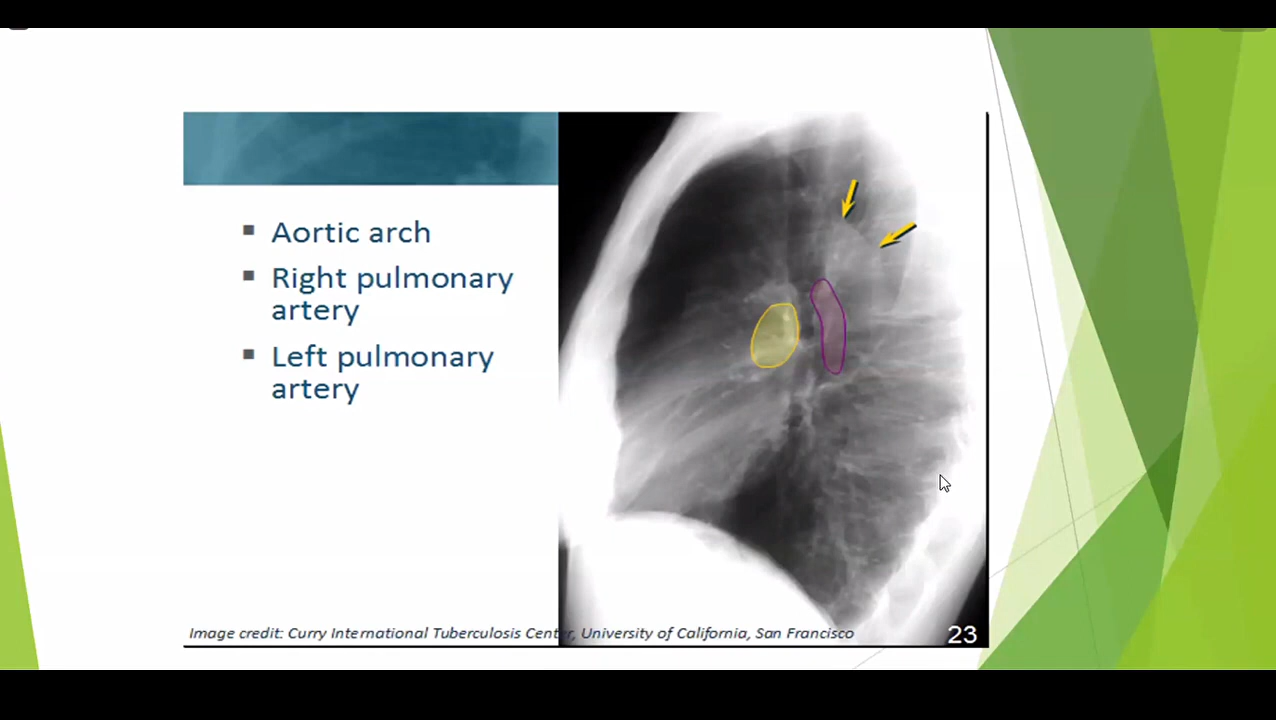 Aortic arch
Right pulmonary
artery
Left pulmonary
artery
Image credit: Curry International Tuberculosis Center, University of California, San Francisco
23